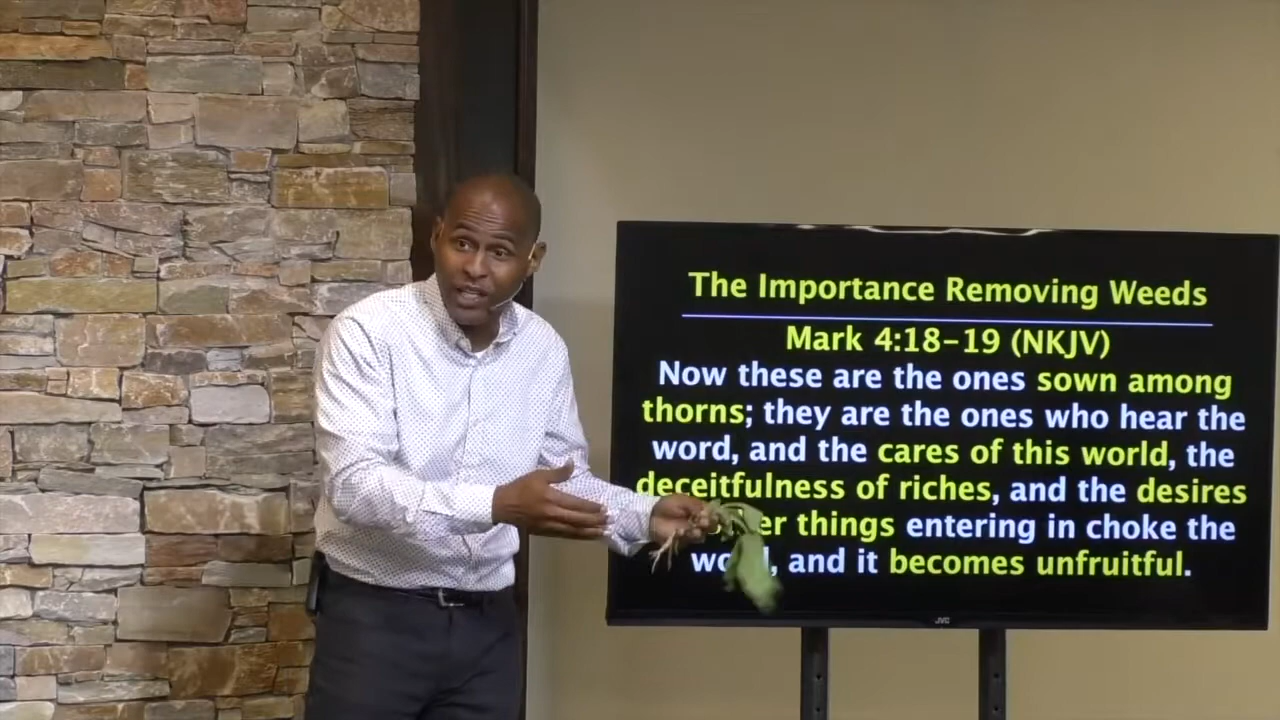 The Importance Removing Weeds
Mark 4:18-19 (NKJV)
Now these are the ones sown among
thorns; they are the ones who hear the
word, and the cares of this world, the
deceitfulness of riches, and the desires
things entering in choke the
and it becomes unfruitful.
JVC